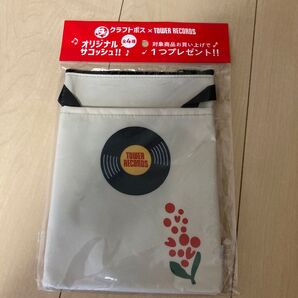 クラフトボス × TOWER RECORDS
オリジナル
サコッシュ!!
全4種
対象商品お買い上げで
1つプレゼント!!
TOWER
RECORDS